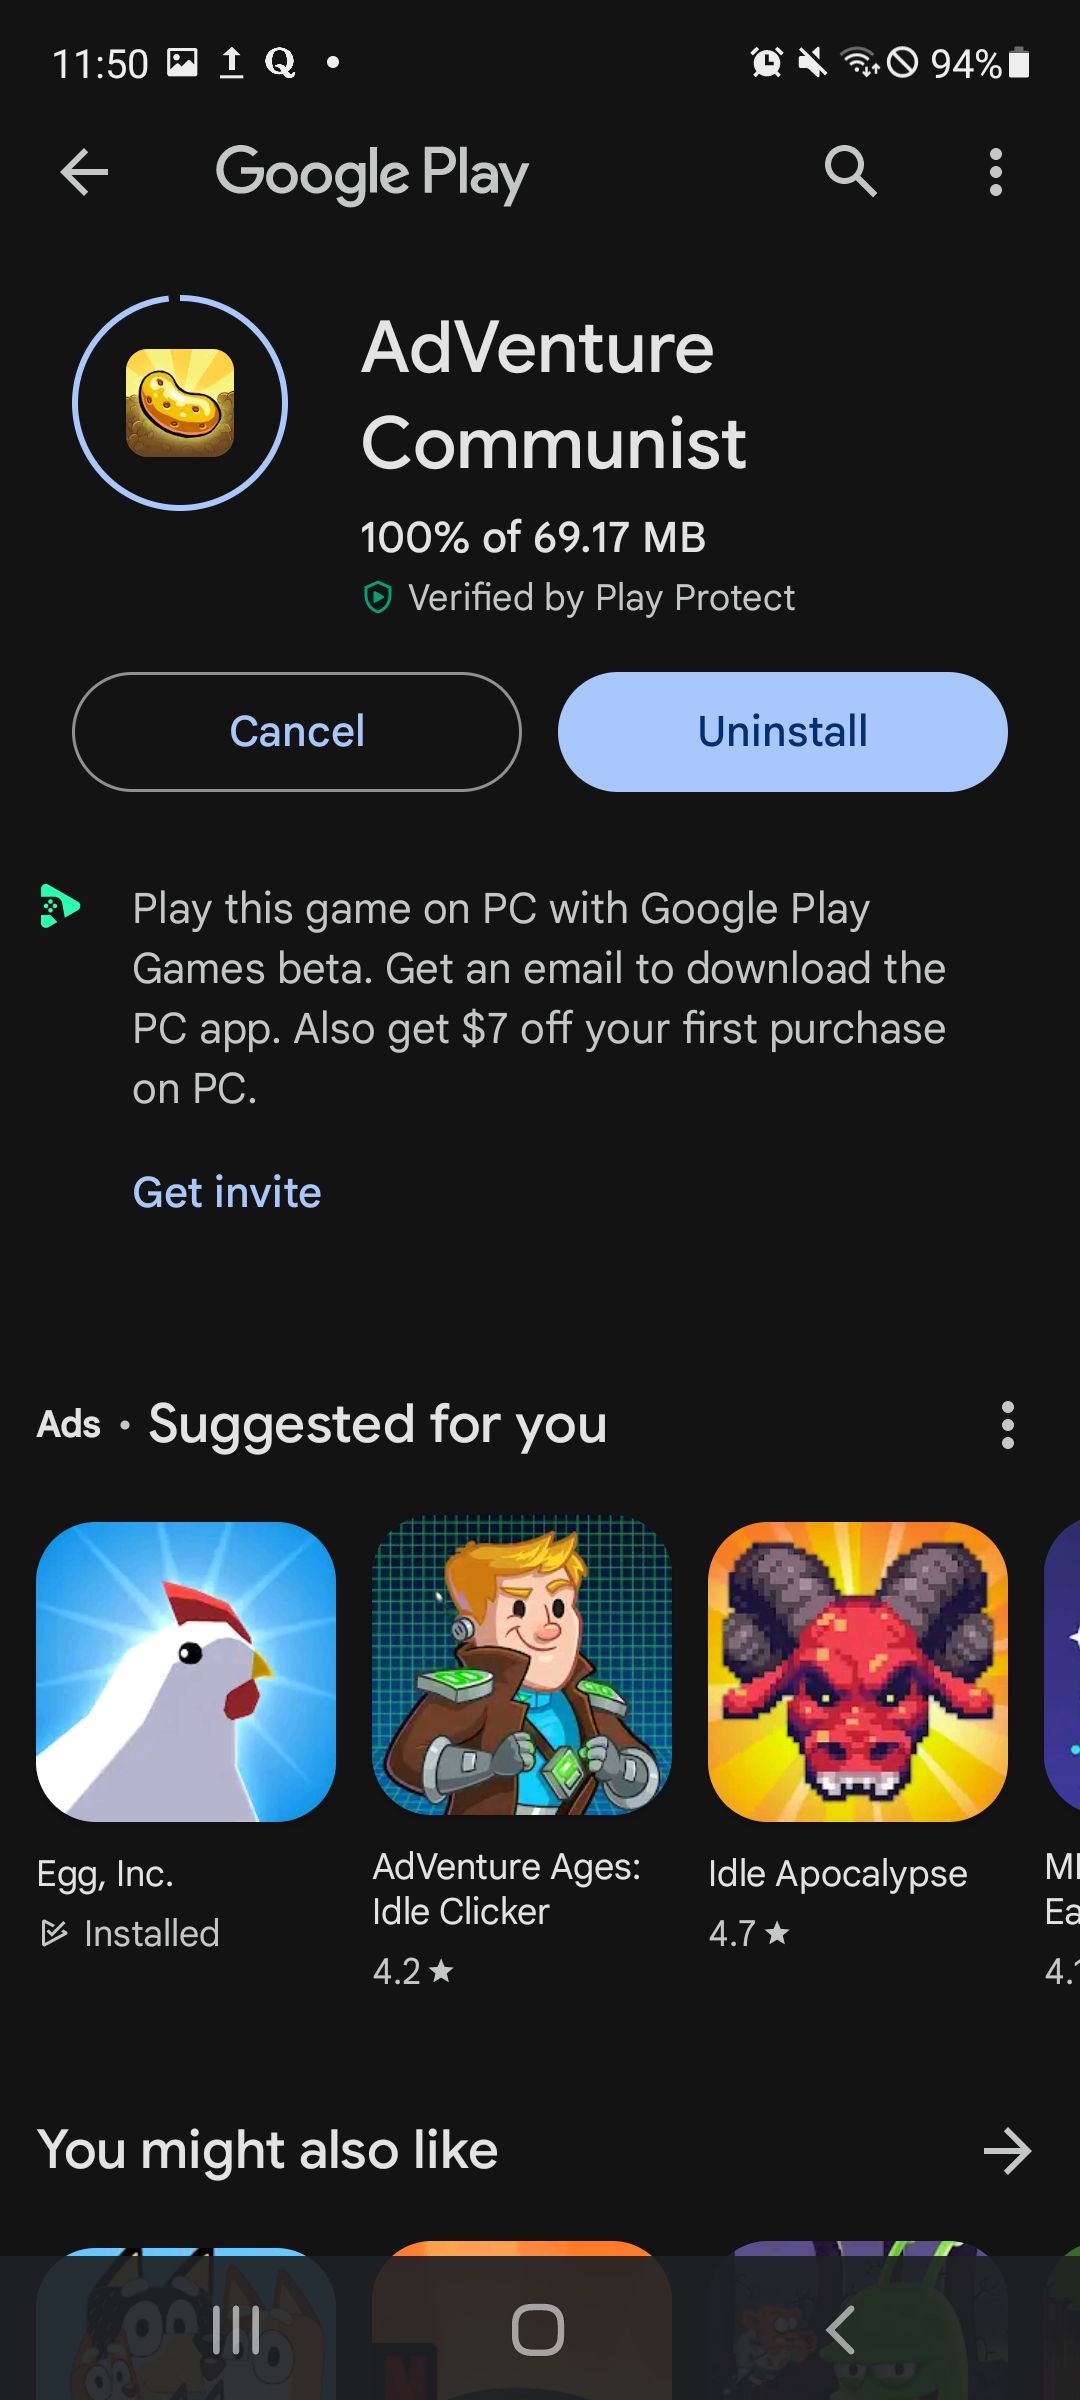 11:50 Q 94%
Google Play
AdVenture
Communist
100% of 69.17 MB
Verified by Play Protect
Cancel Uninstall
Play this game on PC with Google Play
Games beta. Get an email to download the
PC app. Also get $7 off your first purchase
on PC.
Get invite
Ads • Suggested for you
Egg, Inc.
Installed
AdVenture Ages:
Idle Clicker
4.2
Idle Apocalypse
4.7
Ea
You might also like
N